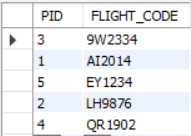 PID FLIGHT_CODE
3 9W2334
1 AI2014
5 EY1234
2 LH9876
4 QR1902